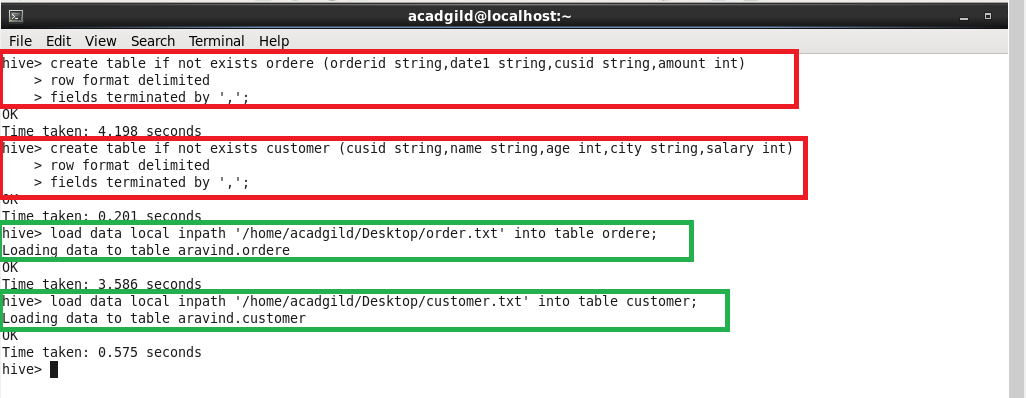 acadgild@localhost:~
File Edit View Search Terminal Help
hive> create table if not exists ordere (orderid string,date1 string,cusid string,amount int)
    > row format delimited
    > fields terminated by ',';
OK
Time taken: 4.198 seconds
hive> create table if not exists customer (cusid string,name string,age int,city string,salary int)
    > row format delimited
    > fields terminated by ',';
OK
Time taken: 0.201 seconds
hive> load data local inpath '/home/acadgild/Desktop/order.txt' into table ordere;
Loading data to table aravind.ordere
OK
Time taken: 3.586 seconds
hive> load data local inpath '/home/acadgild/Desktop/customer.txt' into table customer;
Loading data to table aravind.customer
OK
Time taken: 0.575 seconds
hive>